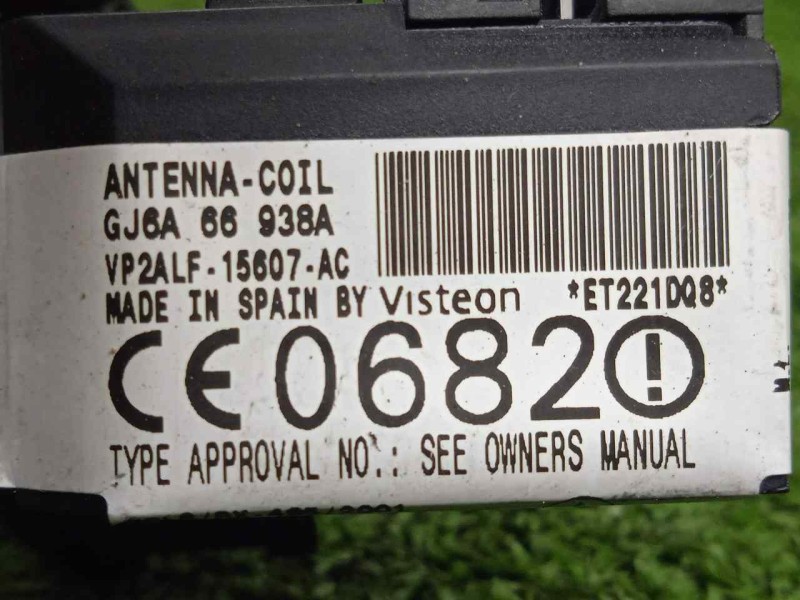 ANTENNA-COIL
GJ6A 66 938A
VP2ALF-15607-AC
MADE IN SPAIN BY Visteon *ET221DQ8*
CE0682
TYPE APPROVAL NO.: SEE OWNERS MANUAL